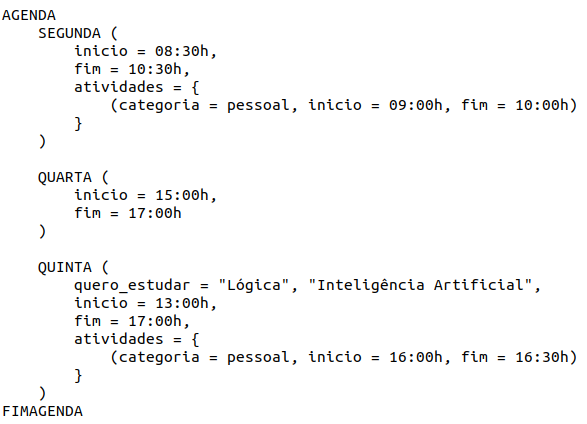 AGENDA
    SEGUNDA (
        inicio = 08:30h,
        fim = 10:30h,
        atividades = {
            (categoria = pessoal, inicio = 09:00h, fim = 10:00h)
        }
    )

    QUARTA (
        inicio = 15:00h,
        fim = 17:00h
    )

    QUINTA (
        quero_estudar = "Lógica", "Inteligência Artificial",
        inicio = 13:00h,
        fim = 17:00h,
        atividades = {
            (categoria = pessoal, inicio = 16:00h, fim = 16:30h)
        }
    )
FIMAGENDA